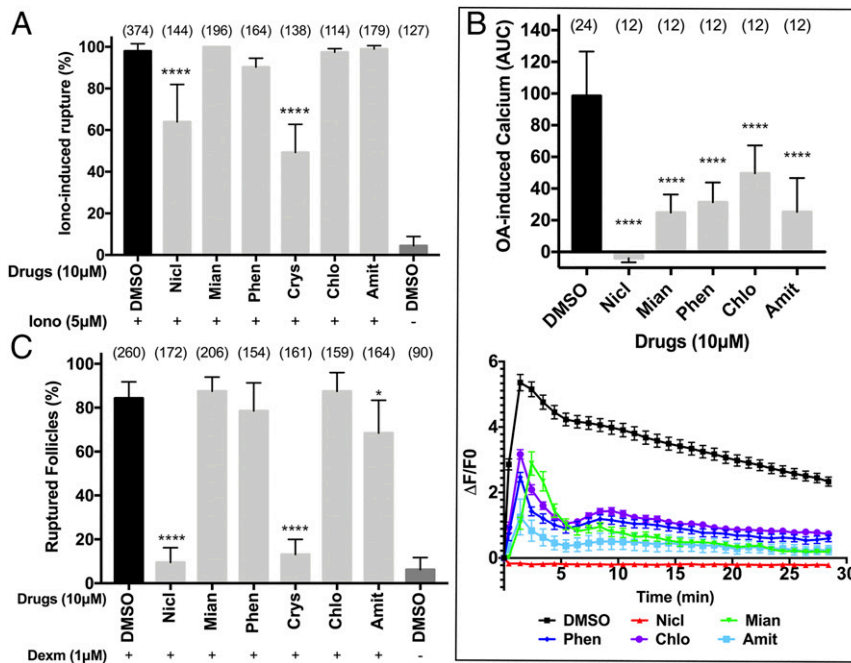 A
(374) (144) (196) (164) (138) (114) (179) (127)
Iono-induced rupture (%)
100
80
60
40
20
0
****
****
Drugs (10µM)
DMSO Nicl Mian Phen Crys Chlo Amit DMSO
Iono (5µM) + + + + + + + -
B
(24) (12) (12) (12) (12) (12)
OA-induced Calcium (AUC)
140
120
100
80
60
40
20
0
****
****
****
****
****
DMSO Nicl Mian Phen Chlo Amit
Drugs (10µM)
ΔF/F0
6
4
2
0
5 10 15 20 25 30
Time (min)
DMSO Nicl Mian
Phen Chlo Amit
C
(260) (172) (206) (154) (161) (159) (164) (90)
Ruptured Follicles (%)
100
80
60
40
20
0
****
****
*
Drugs (10µM)
DMSO Nicl Mian Phen Crys Chlo Amit DMSO
Dexm (1µM) + + + + + + + -